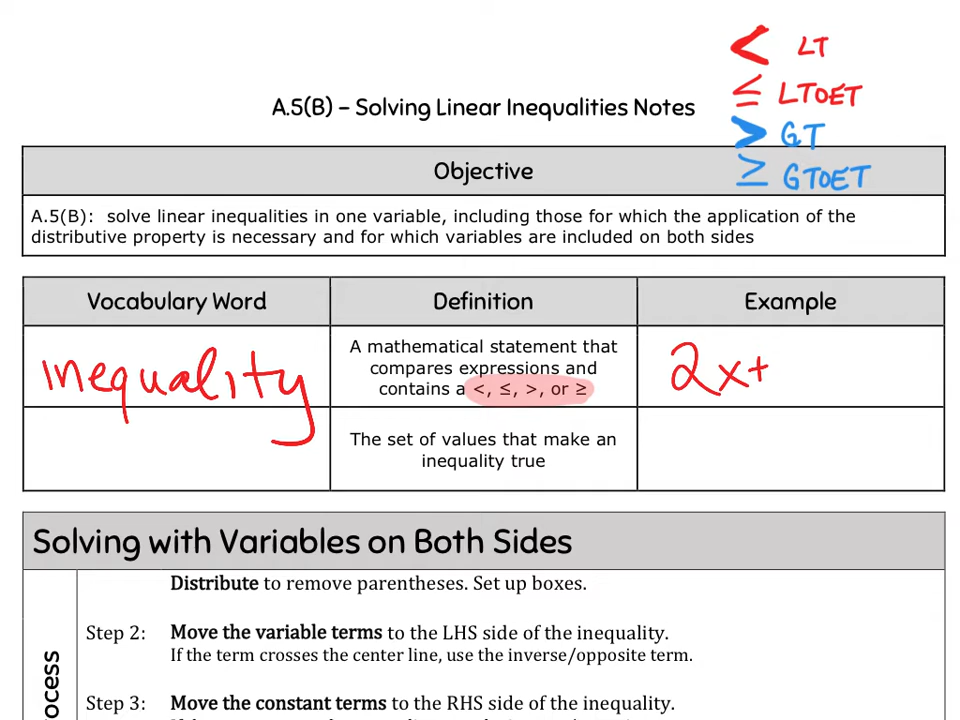 < LT
≤ LTOET
A.5(B) – Solving Linear Inequalities Notes
> GT
≥ GTOET
Objective
A.5(B): solve linear inequalities in one variable, including those for which the application of the
distributive property is necessary and for which variables are included on both sides
Vocabulary Word Definition Example
inequality
A mathematical statement that
compares expressions and
contains a <, ≤, >, or ≥
2x+
The set of values that make an
inequality true
Solving with Variables on Both Sides
Distribute to remove parentheses. Set up boxes.
Step 2: Move the variable terms to the LHS side of the inequality.
If the term crosses the center line, use the inverse/opposite term.
Step 3: Move the constant terms to the RHS side of the inequality.